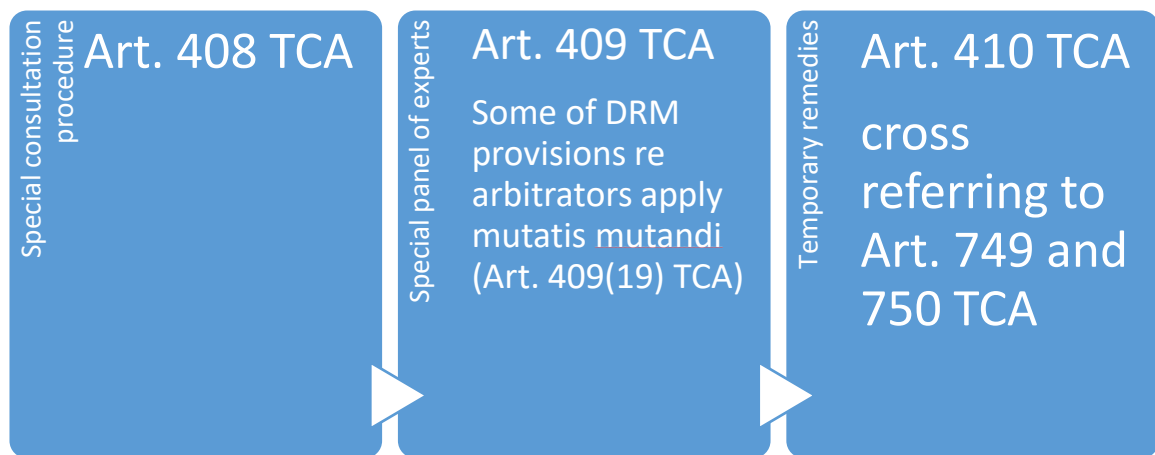 Special consultation
procedure
Art. 408 TCA
Special panel of experts
Art. 409 TCA
Some of DRM
provisions re
arbitrators apply
mutatis mutandi
(Art. 409(19) TCA)
Temporary remedies
Art. 410 TCA
cross
referring to
Art. 749 and
750 TCA